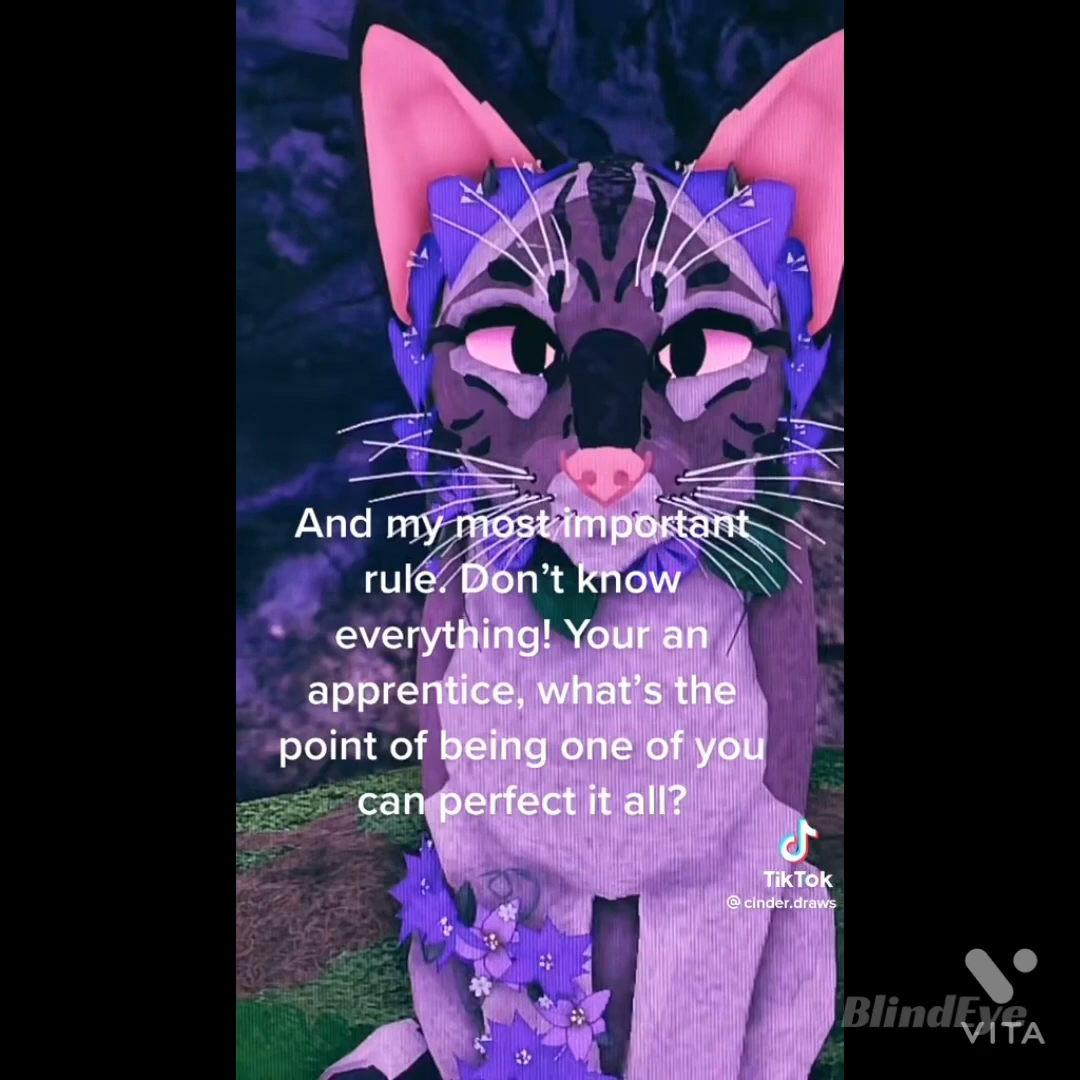 And my most important
rule. Don't know
everything! Your an
apprentice, what's the
point of being one of you
can perfect it all?
TikTok
@cinder.draws
BlindEye
VITA